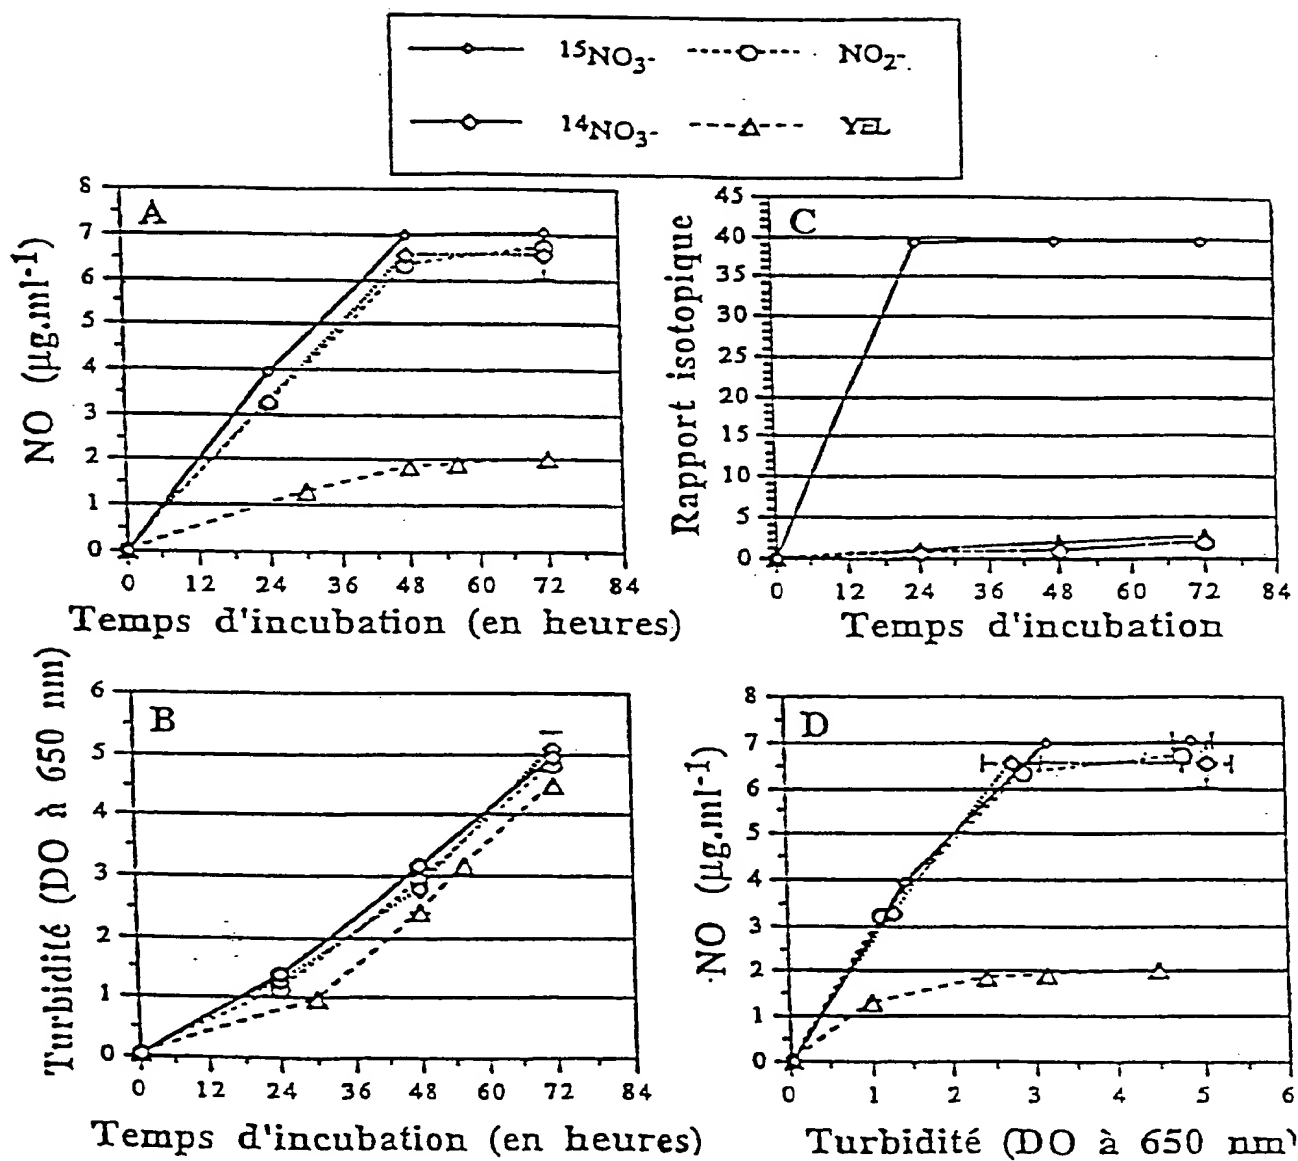 15NO3- NO2-
14NO3- YEL
A
NO (µg.ml-1)
8
7
6
5
4
3
2
1
0
0 12 24 36 48 60 72 84
Temps d'incubation (en heures)
C
Rapport isotopique
45
40
35
30
25
20
15
10
5
0
0 12 24 36 48 60 72 84
Temps d'incubation
B
Turbidité (DO à 650 nm)
6
5
4
3
2
1
0
0 12 24 36 48 60 72 84
Temps d'incubation (en heures)
D
NO (µg.ml-1)
8
7
6
5
4
3
2
1
0
0 1 2 3 4 5 6
Turbidité (DO à 650 nm)